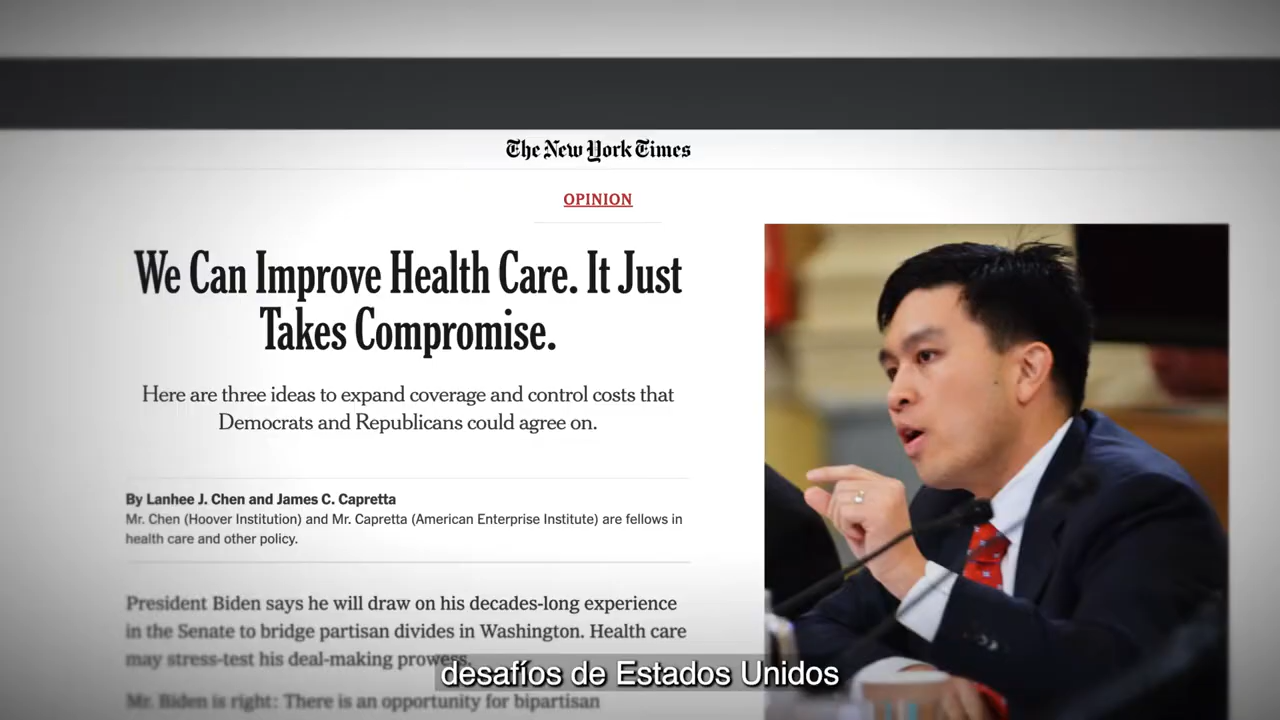 The New York Times
OPINION
We Can Improve Health Care. It Just
Takes Compromise.
Here are three ideas to expand coverage and control costs that
Democrats and Republicans could agree on.
By Lanhee J. Chen and James C. Capretta
Mr. Chen (Hoover Institution) and Mr. Capretta (American Enterprise Institute) are fellows in
health care and other policy.
President Biden says he will draw on his decades-long experience
in the Senate to bridge partisan divides in Washington. Health care
may stress-test his deal-making prowess.
desafíos de Estados Unidos
Mr. Biden is right: There is an opportunity for bipartisan